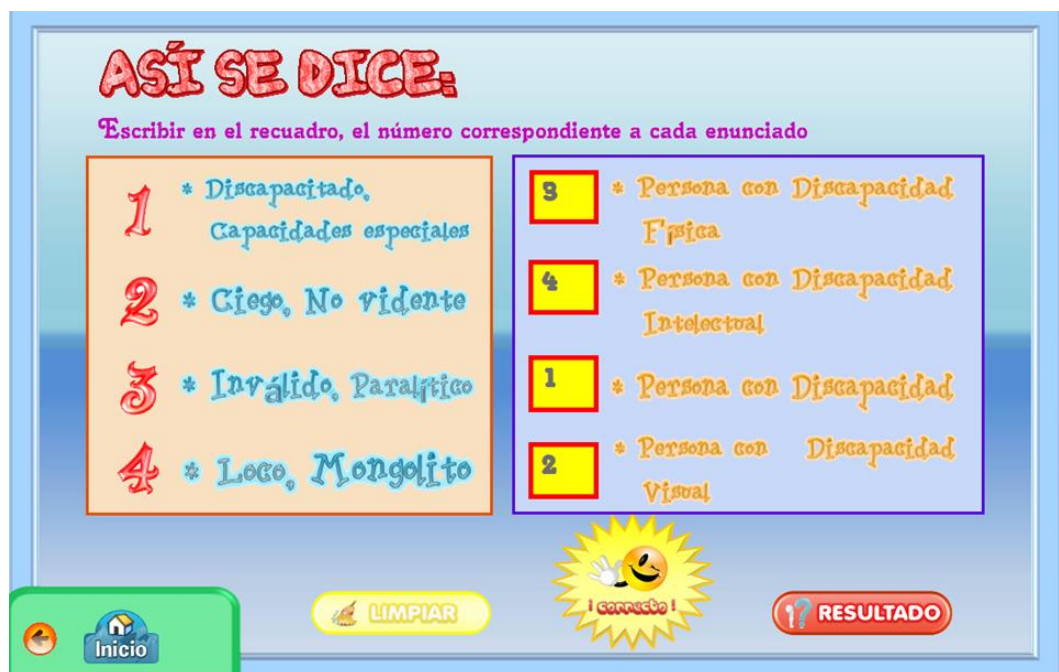 ASÍ SE DICE:
Escribir en el recuadro, el número correspondiente a cada enunciado
1 * Discapacitado,
Capacidades especiales
2 * Ciego, No vidente
3 * Inválido, Paralítico
4 * Loco, Mongolito
3 * Persona con Discapacidad
Física
4 * Persona con Discapacidad
Intelectual
1 * Persona con Discapacidad
2 * Persona con Discapacidad
Visual
LIMPIAR
¡ correcto !
RESULTADO
Inicio